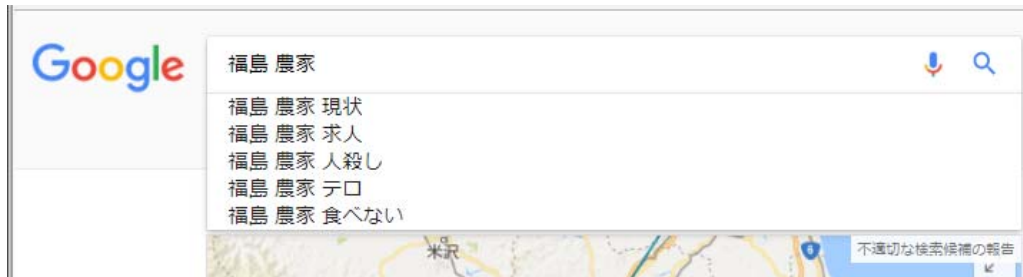 Google
福島 農家
福島 農家 現状
福島 農家 求人
福島 農家 人殺し
福島 農家 テロ
福島 農家 食べない
米沢
6
不適切な検索候補の報告